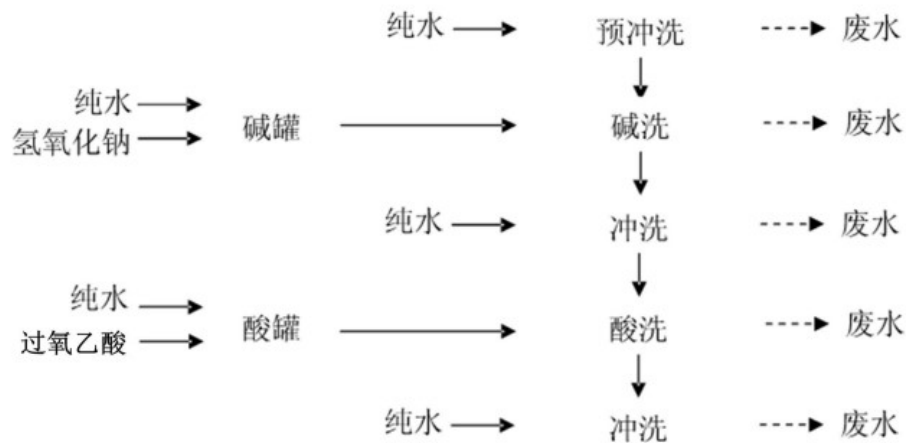 纯水 预冲洗 废水
纯水
氢氧化钠 碱罐 碱洗 废水
纯水 冲洗 废水
纯水
过氧乙酸 酸罐 酸洗 废水
纯水 冲洗 废水